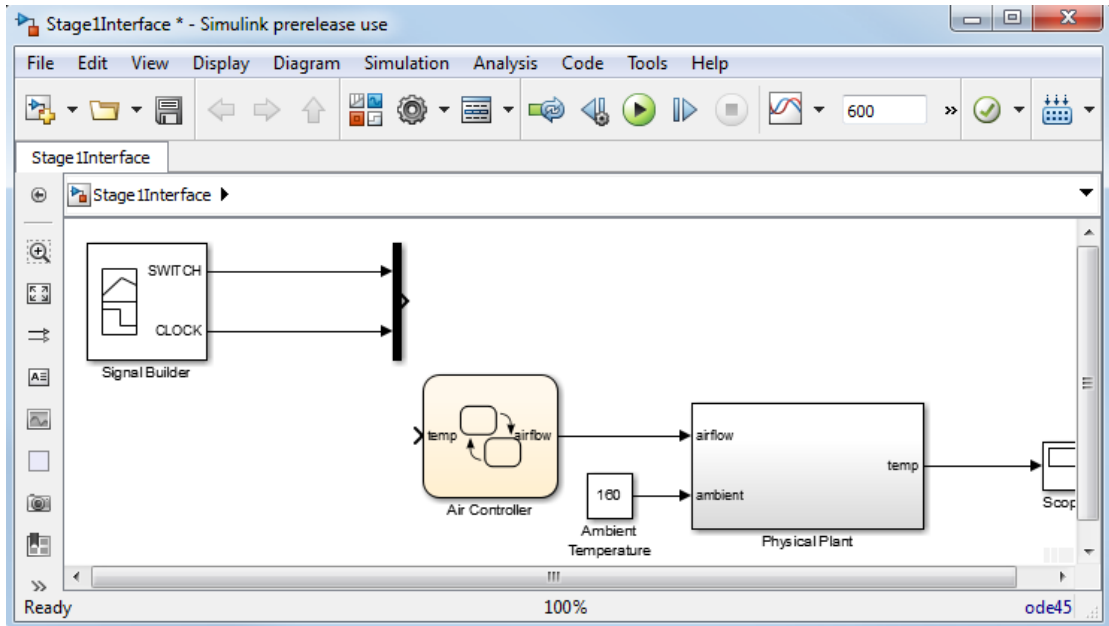 Stage1Interface * - Simulink prerelease use
File Edit View Display Diagram Simulation Analysis Code Tools Help
600 »
Stage1Interface
Stage1Interface
SWITCH
CLOCK
Signal Builder
temp airflow
Air Controller
160
Ambient
Temperature
airflow
temp
ambient
Physical Plant
Scop
Ready 100% ode45